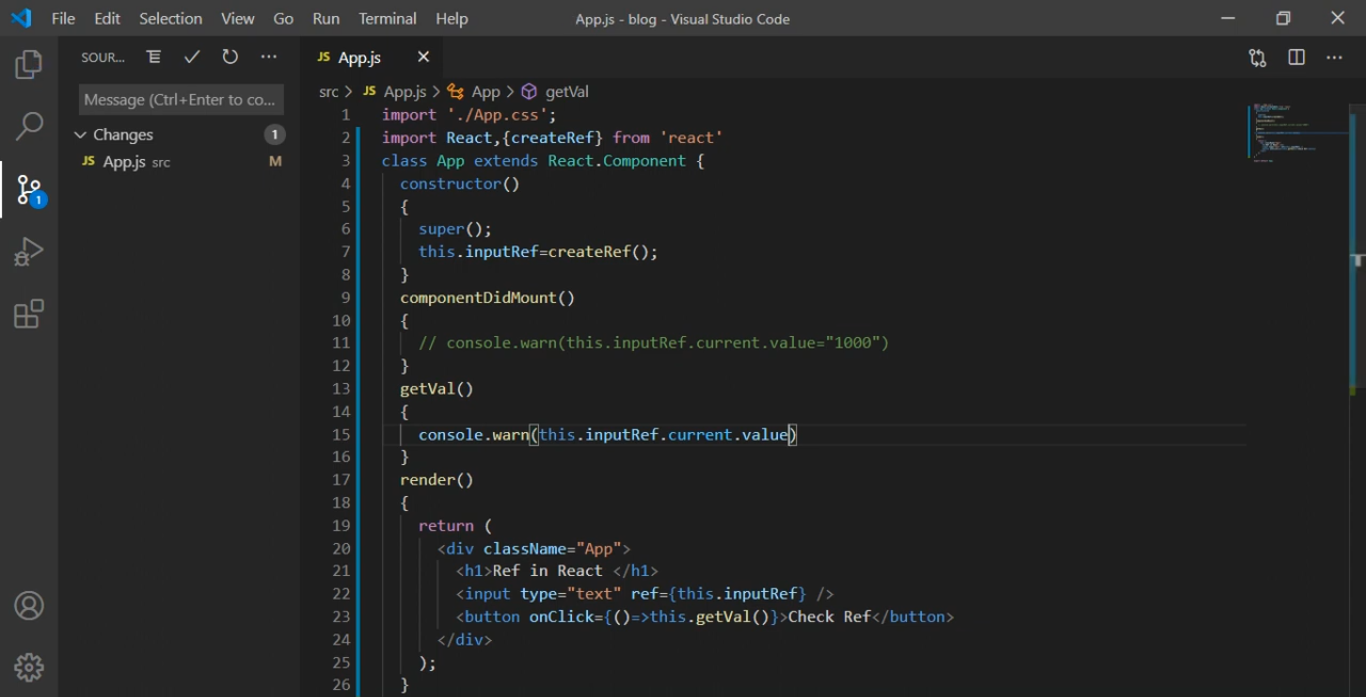 File Edit Selection View Go Run Terminal Help App.js - blog - Visual Studio Code
SOUR...
Message (Ctrl+Enter to co...
Changes 1
JS App.js src M
1
JS App.js
src > JS App.js > App > getVal
1 import './App.css';
2 import React,{createRef} from 'react'
3 class App extends React.Component {
4 constructor()
5 {
6 super();
7 this.inputRef=createRef();
8 }
9 componentDidMount()
10 {
11 // console.warn(this.inputRef.current.value="1000")
12 }
13 getVal()
14 {
15 console.warn(this.inputRef.current.value)
16 }
17 render()
18 {
19 return (
20 <div className="App">
21 <h1>Ref in React </h1>
22 <input type="text" ref={this.inputRef} />
23 <button onClick={()=>this.getVal()}>Check Ref</button>
24 </div>
25 );
26 }